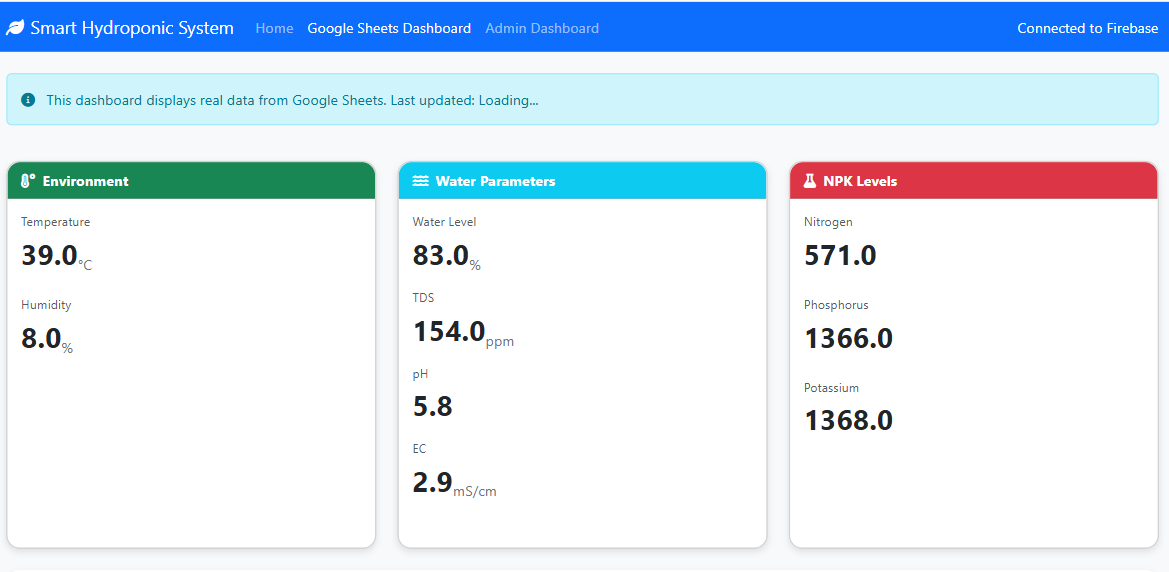 Smart Hydroponic System Home Google Sheets Dashboard Admin Dashboard Connected to Firebase
This dashboard displays real data from Google Sheets. Last updated: Loading...
Environment
Temperature
39.0°C
Humidity
8.0%
Water Parameters
Water Level
83.0%
TDS
154.0ppm
pH
5.8
EC
2.9mS/cm
NPK Levels
Nitrogen
571.0
Phosphorus
1366.0
Potassium
1368.0